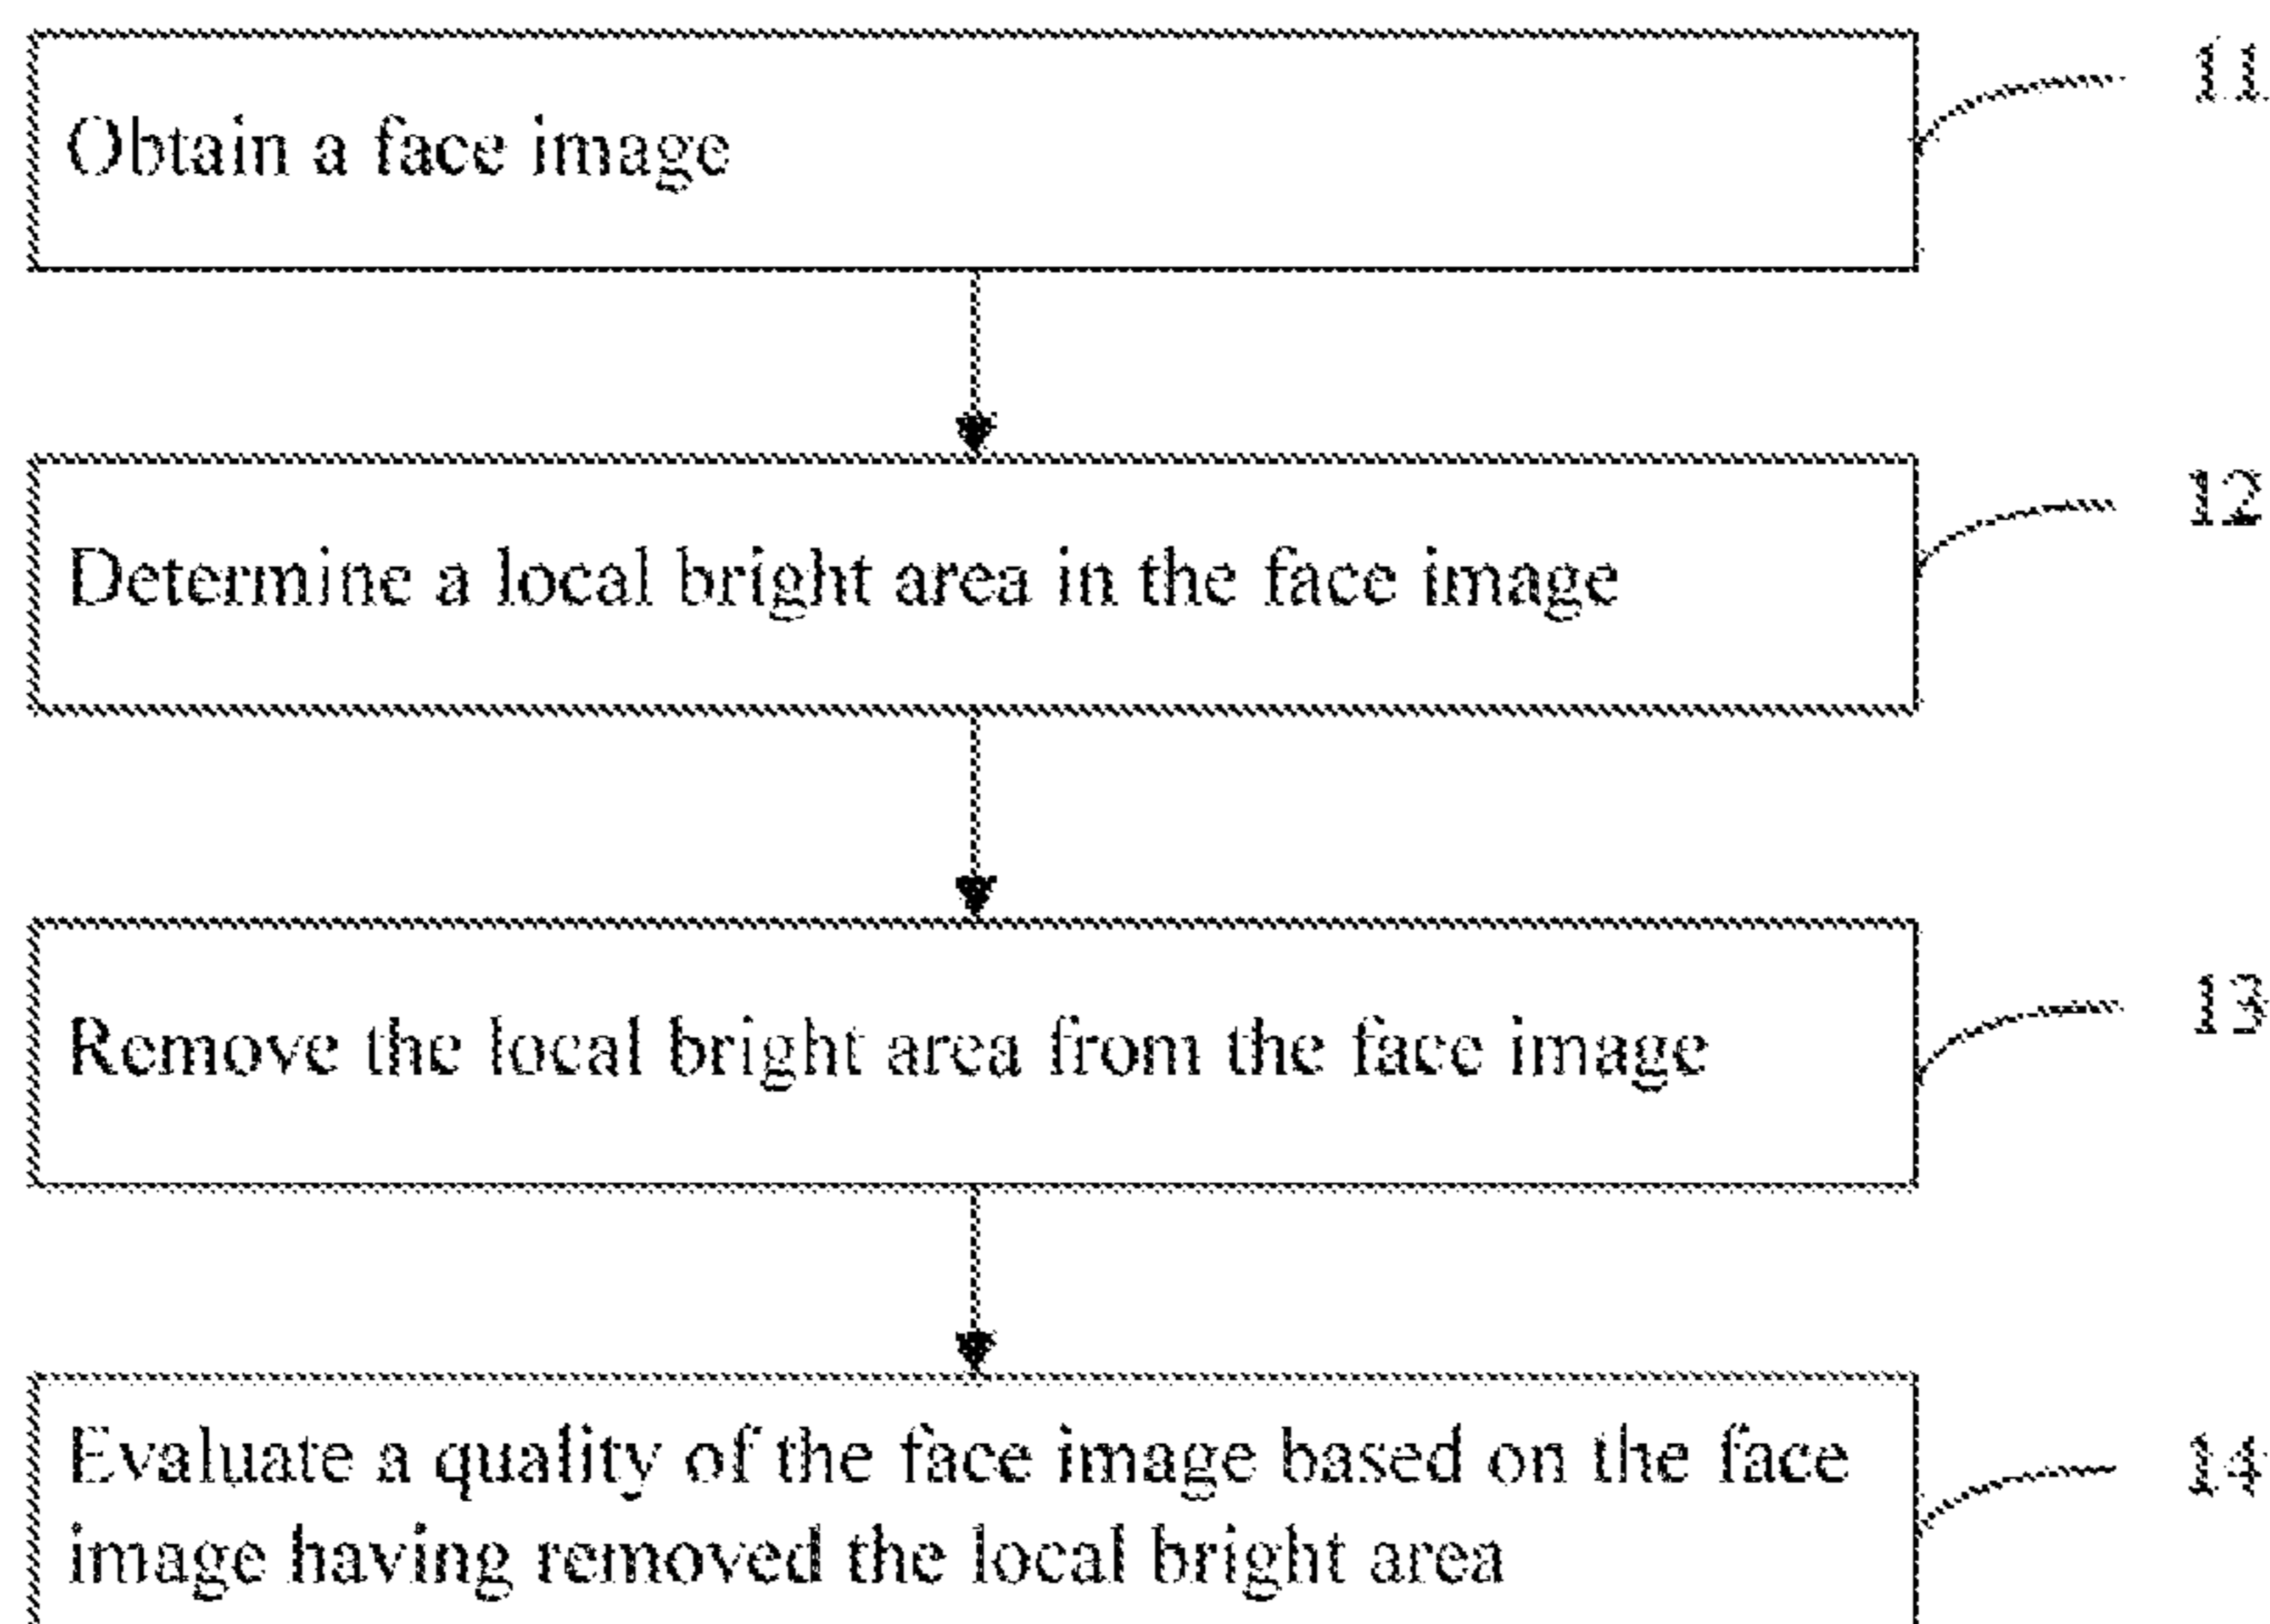 11
Obtain a face image
12
Determine a local bright area in the face image
13
Remove the local bright area from the face image
14
Evaluate a quality of the face image based on the face
image having removed the local bright area